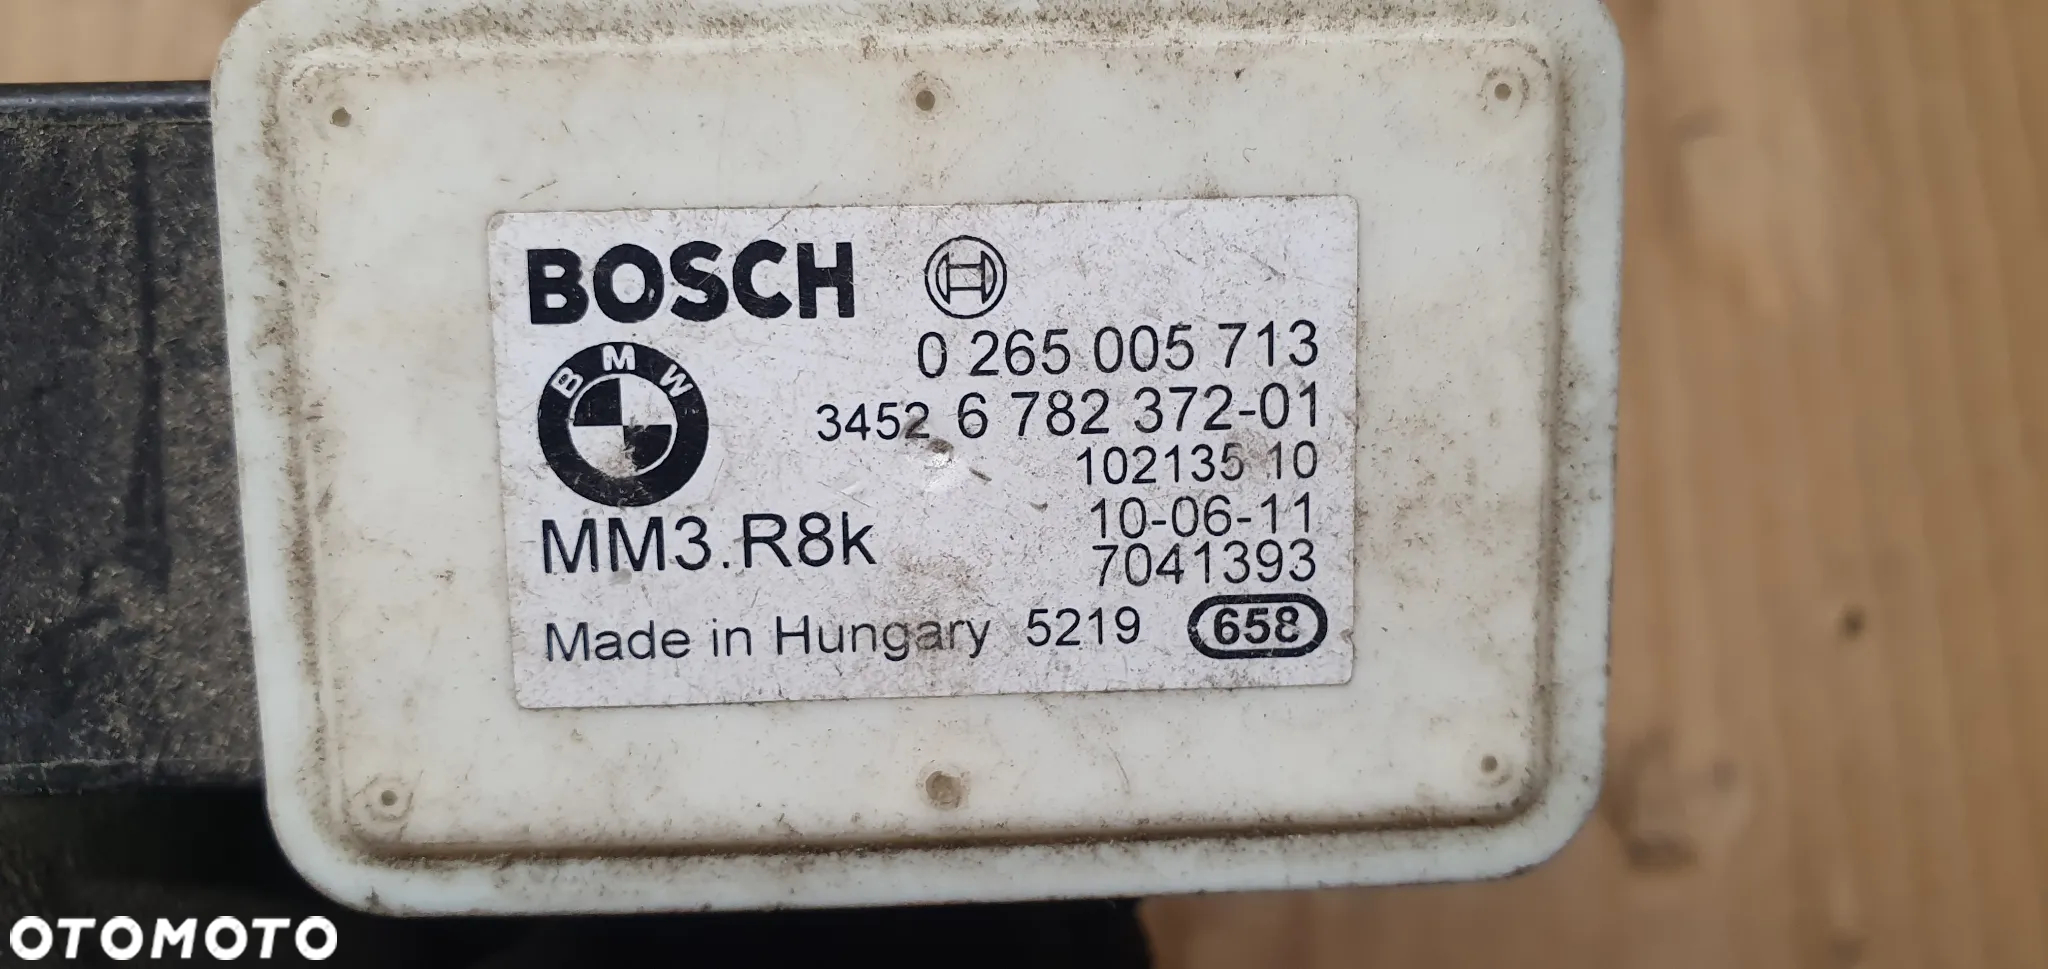 BOSCH
0 265 005 713
BMW
3452 6 782 372-01
102135 10
10-06-11
MM3.R8k
7041393
Made in Hungary 5219 658
OTOMOTO